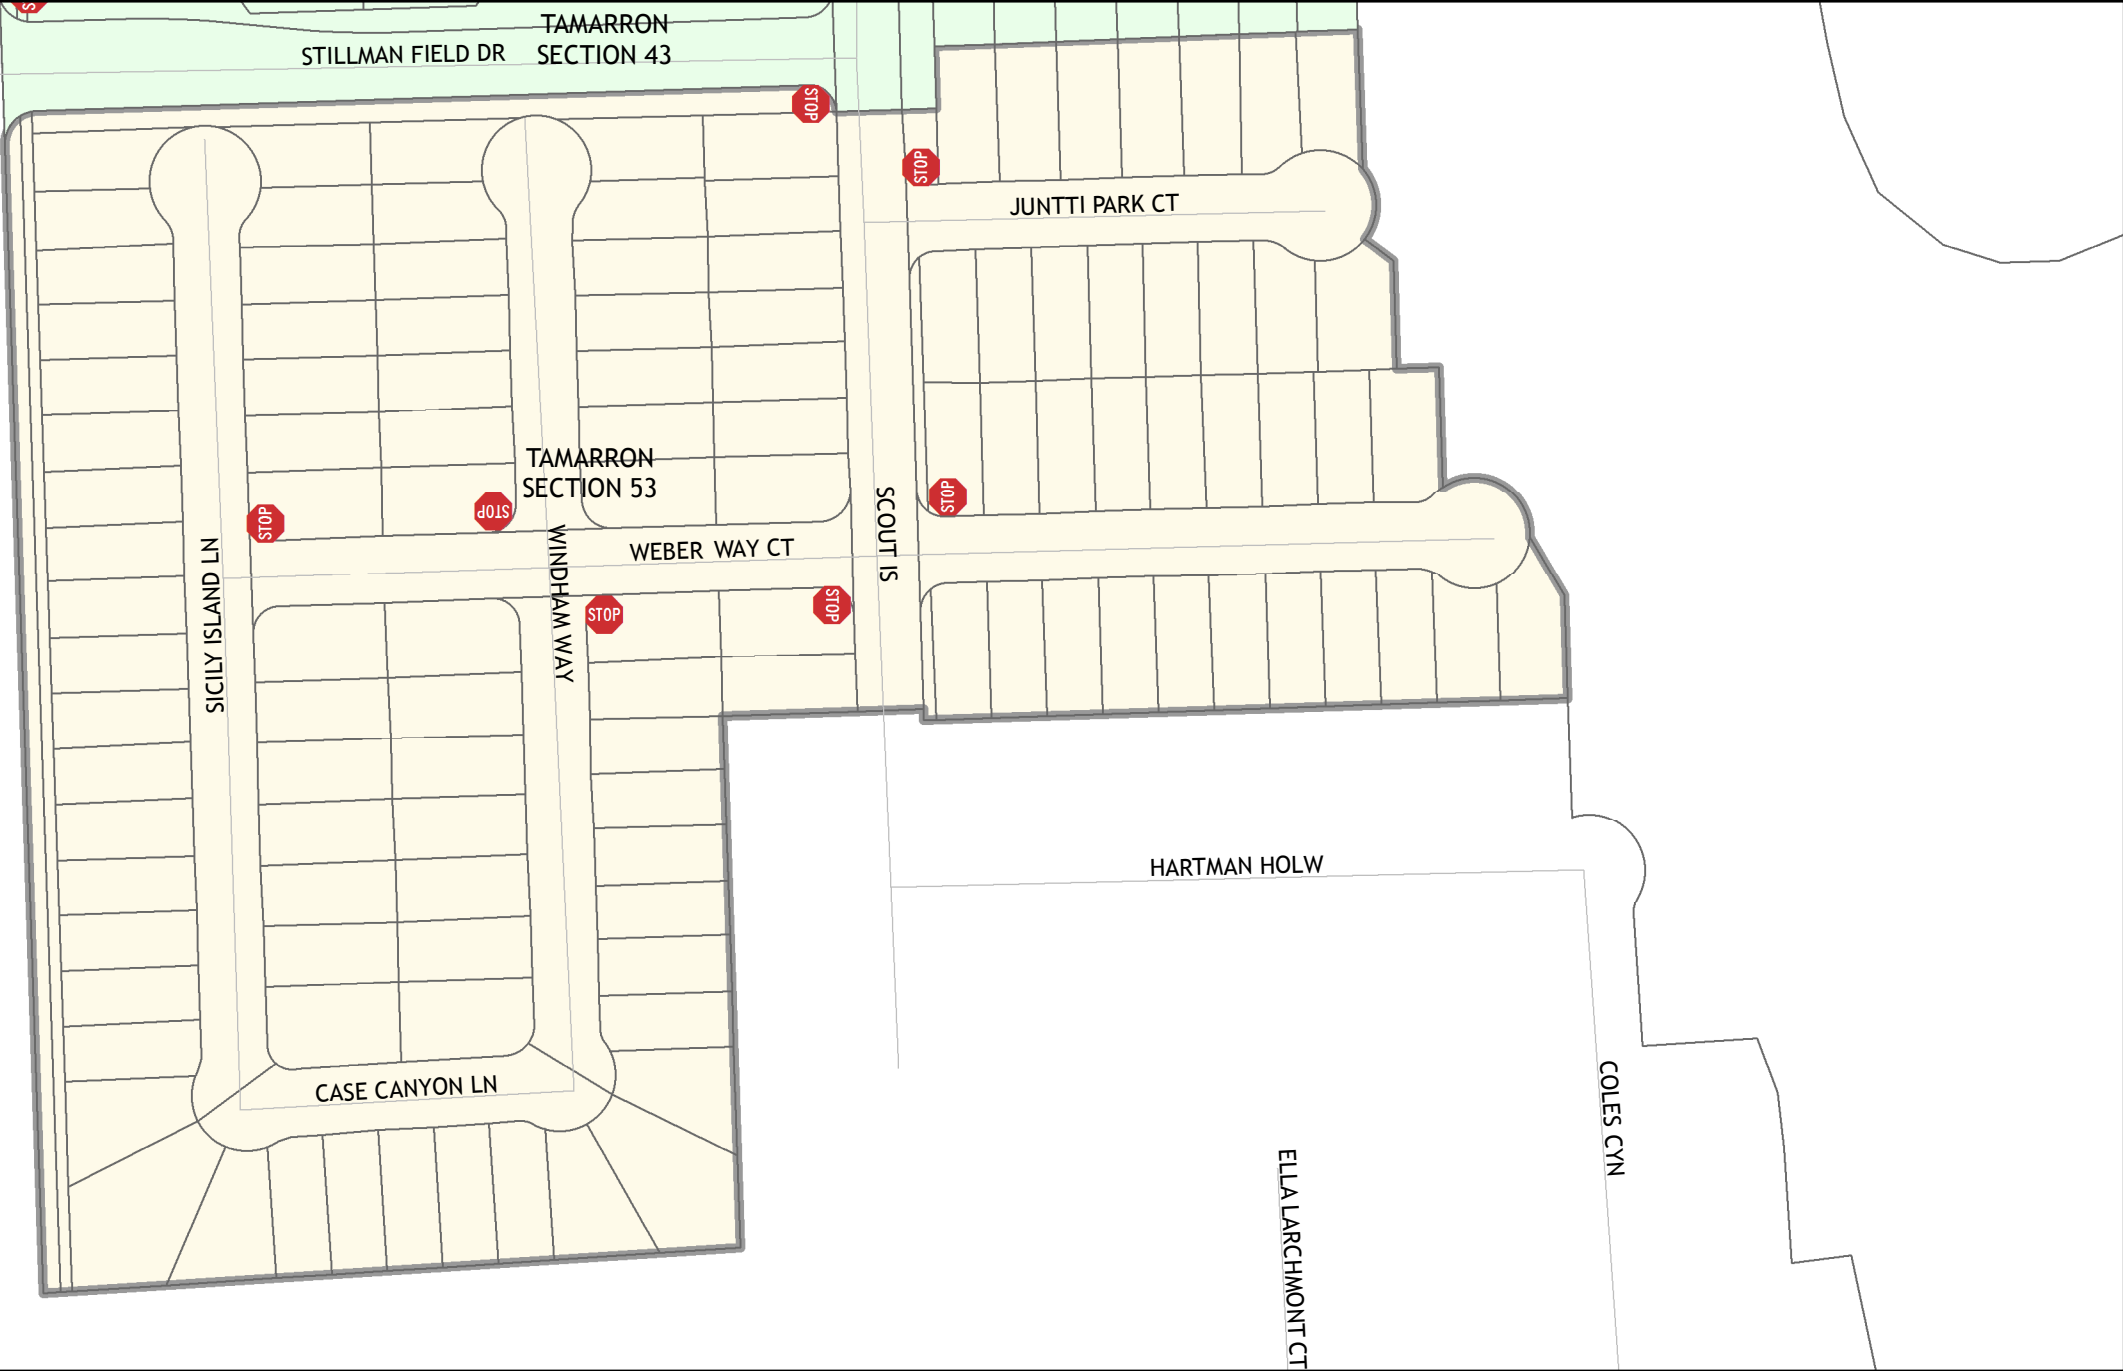 TAMARRON
SECTION 43
STILLMAN FIELD DR
STOP
STOP
JUNTTI PARK CT
TAMARRON
SECTION 53
STOP
STOP
STOP
SCOUT IS
WEBER WAY CT
WINDHAM WAY
SICILY ISLAND LN
STOP
STOP
HARTMAN HOLW
CASE CANYON LN
COLES CYN
ELLA LARCHMONT CT